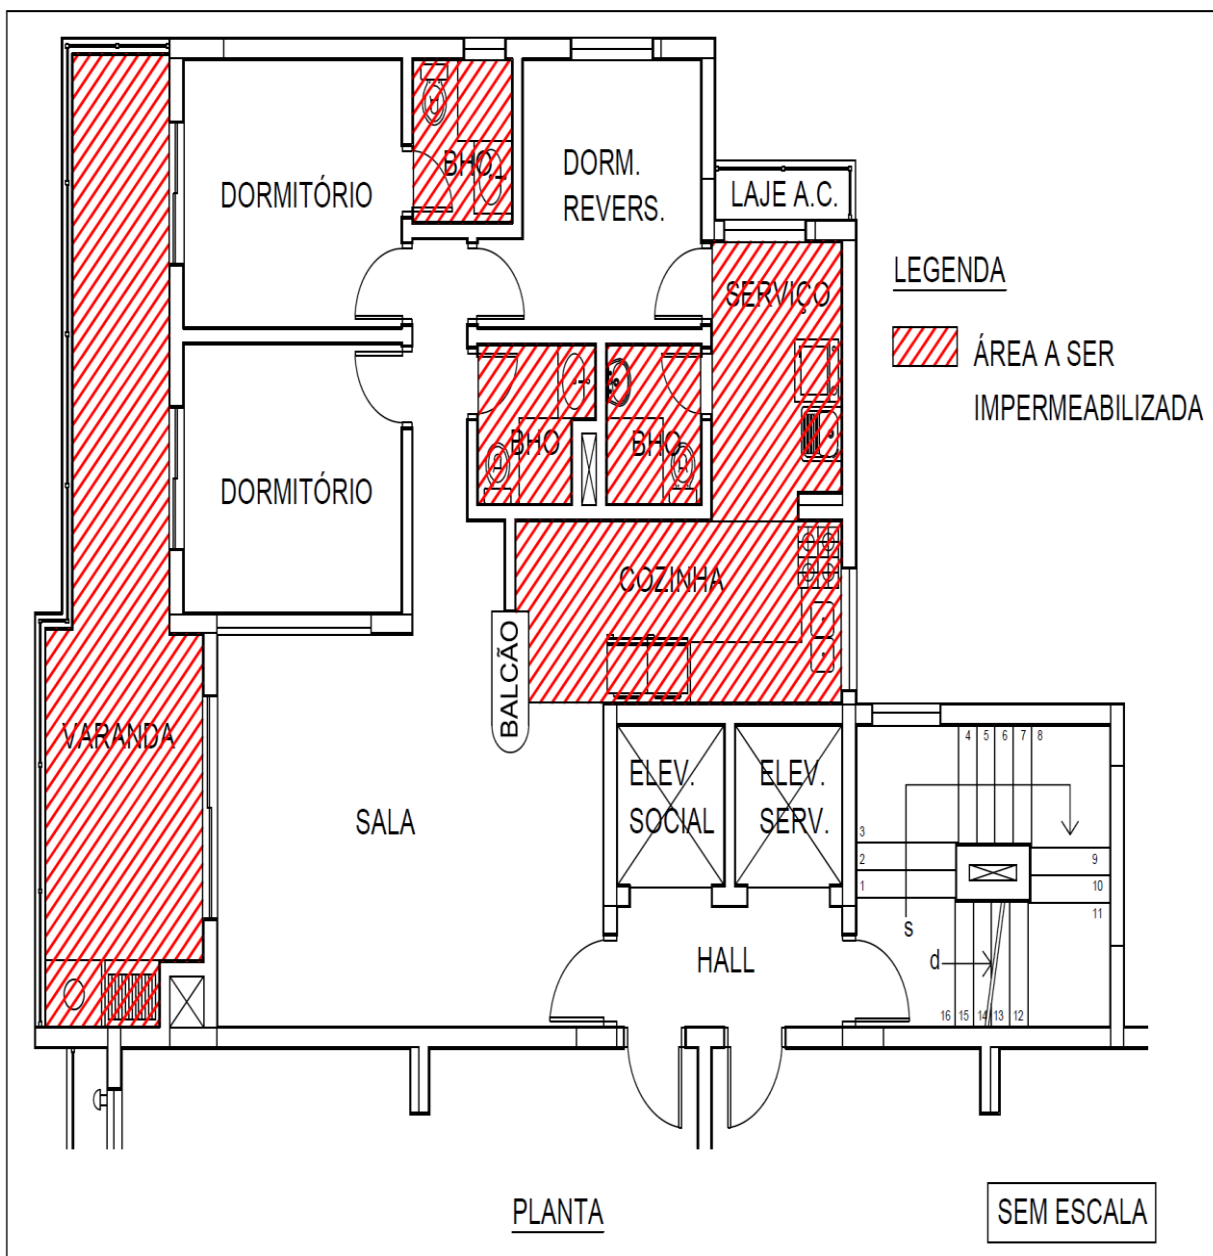 BHO
DORMITÓRIO
DORM.
REVERS.
LAJE A.C.
SERVIÇO
LEGENDA
ÁREA A SER
IMPERMEABILIZADA
BHO
BHO
DORMITÓRIO
COZINHA
BALCÃO
VARANDA
SALA
ELEV.
SOCIAL
ELEV.
SERV.
4 5 6 7 8
3
2
1
9
10
11
s
d
16 15 14 13 12
HALL
PLANTA
SEM ESCALA